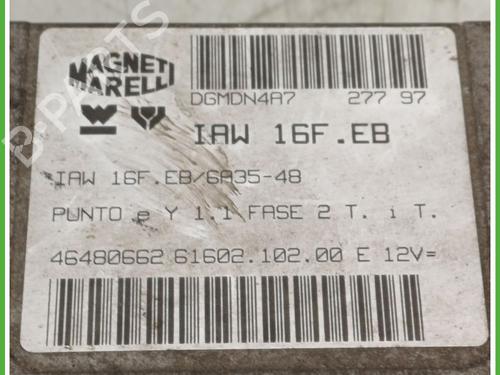 MAGNETI
MARELLI
DGMDN4A7 277 97
IAW 16F.EB
IAW 16F.EB/6A35-48
PUNTO e Y 1.1 FASE 2 T. i T.
46480662 61602.102.00 E 12V=
B PARTS